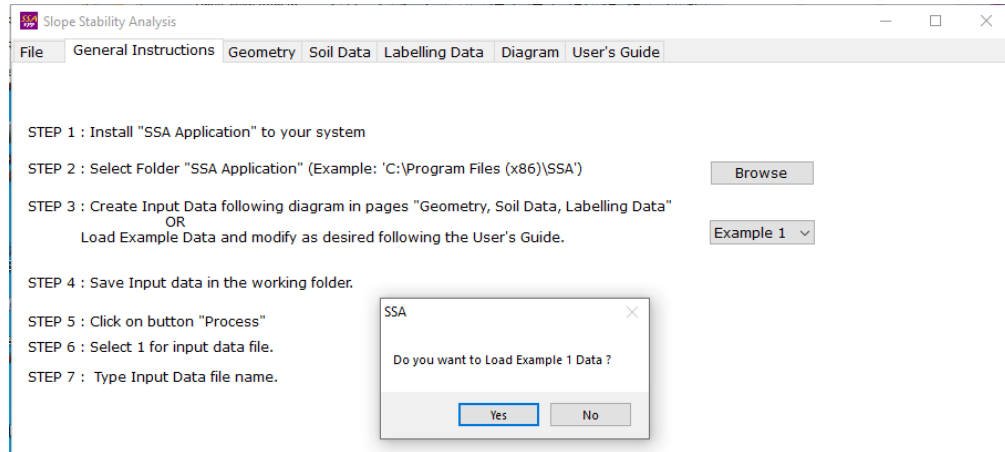 SSA app Slope Stability Analysis
File General Instructions Geometry Soil Data Labelling Data Diagram User's Guide
STEP 1 : Install "SSA Application" to your system
STEP 2 : Select Folder "SSA Application" (Example: 'C:\Program Files (x86)\SSA')
Browse
STEP 3 : Create Input Data following diagram in pages "Geometry, Soil Data, Labelling Data"
OR
Load Example Data and modify as desired following the User's Guide.
Example 1
STEP 4 : Save Input data in the working folder.
STEP 5 : Click on button "Process"
STEP 6 : Select 1 for input data file.
STEP 7 : Type Input Data file name.
SSA
Do you want to Load Example 1 Data ?
Yes No